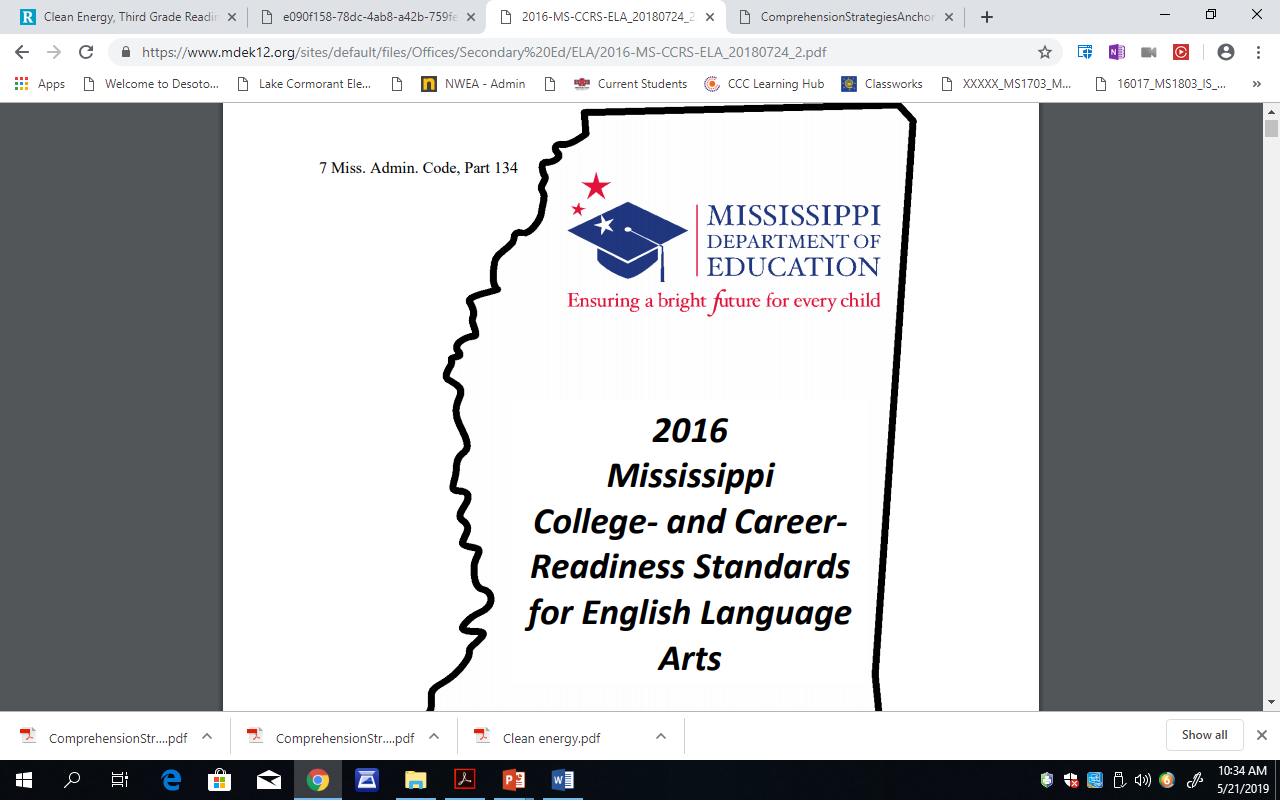 Clean Energy, Third Grade Readin
e090f158-78dc-4ab8-a42b-759fe
2016-MS-CCRS-ELA_20180724_2
ComprehensionStrategiesAnchor
https://www.mdek12.org/sites/default/files/Offices/Secondary%20Ed/ELA/2016-MS-CCRS-ELA_20180724_2.pdf
Apps
Welcome to Desoto...
Lake Cormorant Ele...
NWEA - Admin
Current Students
CCC Learning Hub
Classworks
XXXXX_MS1703_M...
16017_MS1803_IS_...
»
7 Miss. Admin. Code, Part 134
MISSISSIPPI
DEPARTMENT OF
EDUCATION
Ensuring a bright future for every child
2016
Mississippi
College- and Career-
Readiness Standards
for English Language
Arts
ComprehensionStr....pdf
ComprehensionStr....pdf
Clean energy.pdf
Show all
10:34 AM
5/21/2019